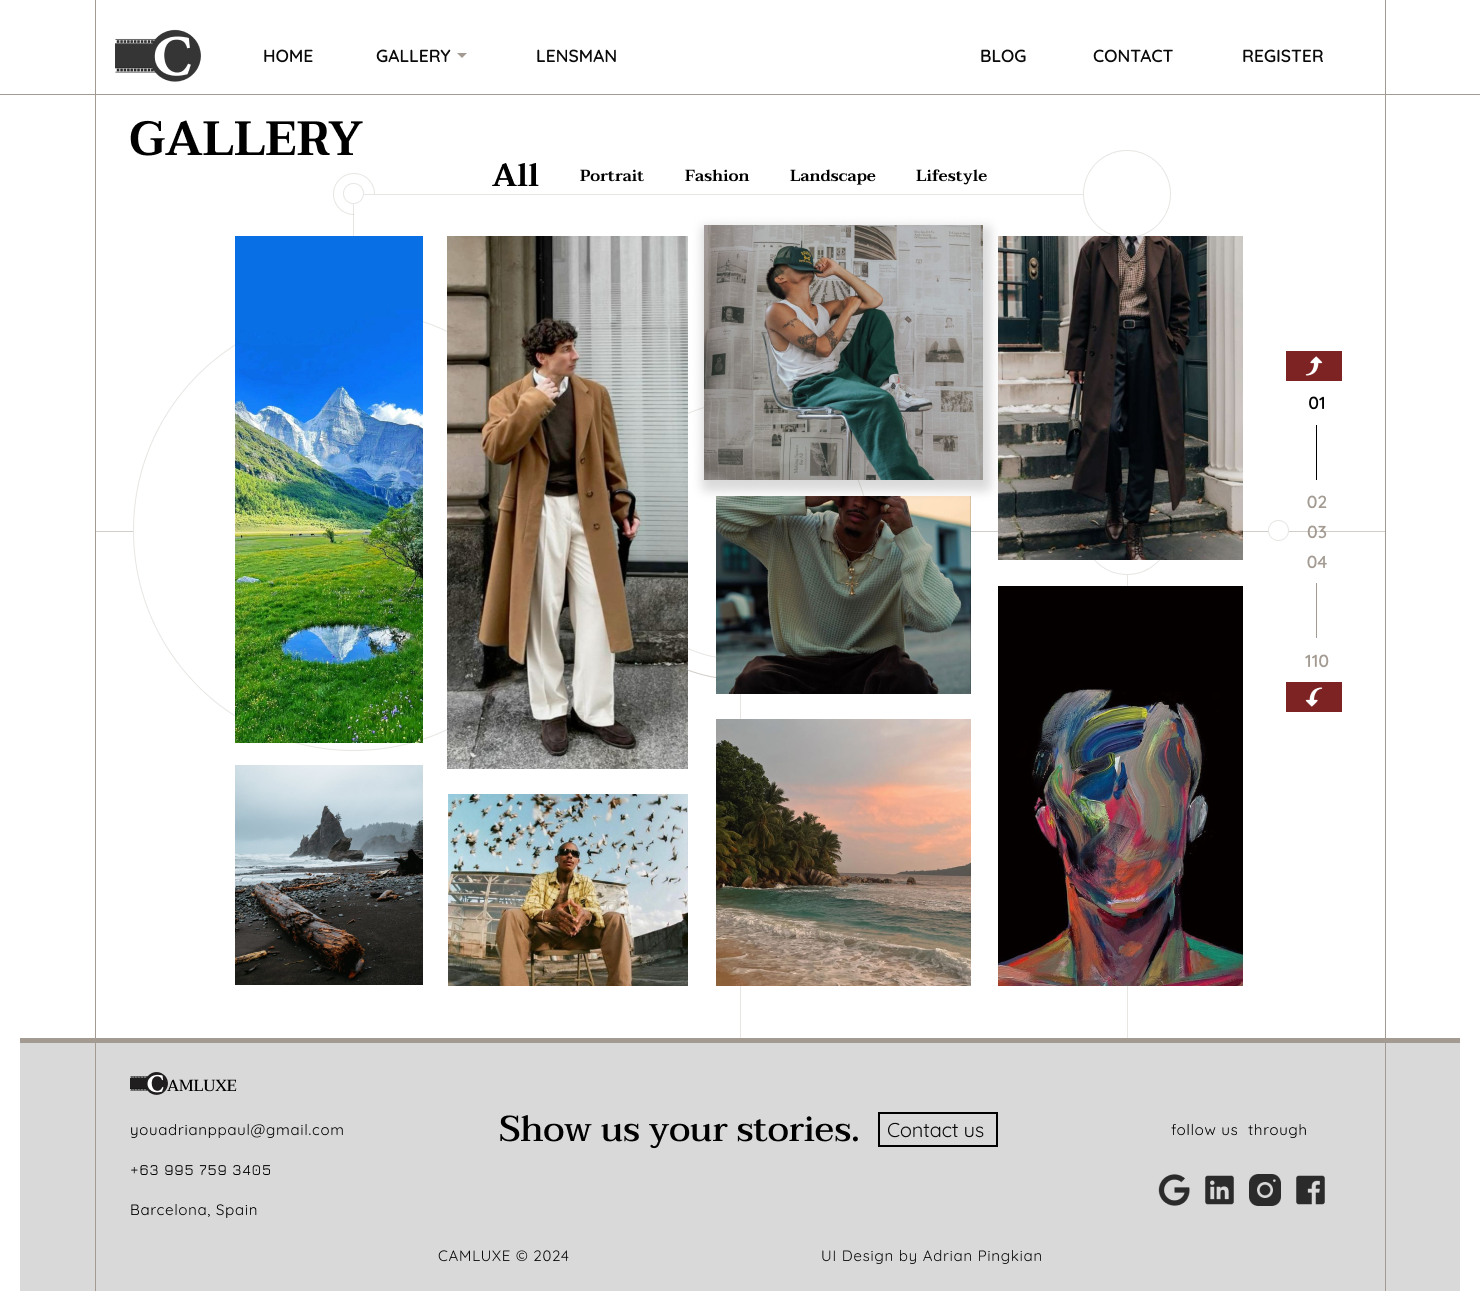 C
HOME
GALLERY
LENSMAN
BLOG
CONTACT
REGISTER
GALLERY
All
Portrait
Fashion
Landscape
Lifestyle
01
02
03
04
110
CAMLUXE
youadrianppaul@gmail.com
+63 995 759 3405
Barcelona, Spain
Show us your stories.
Contact us
follow us through
CAMLUXE © 2024
UI Design by Adrian Pingkian